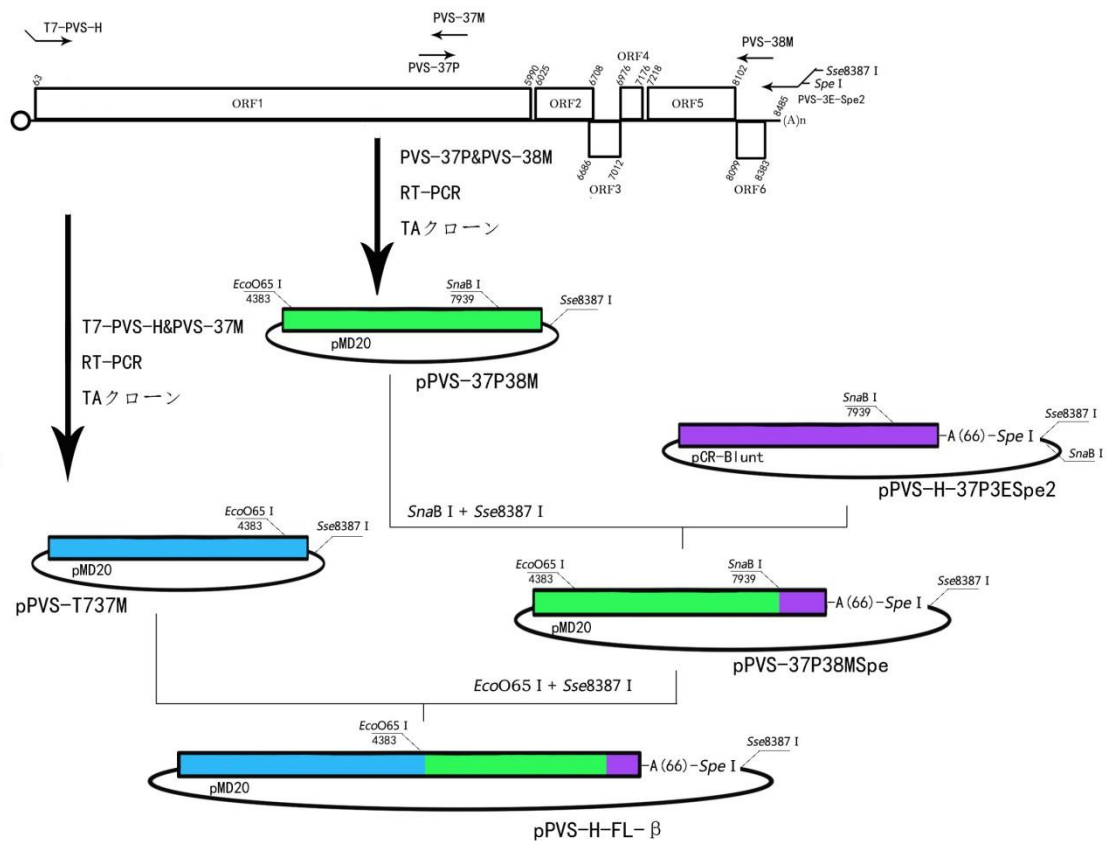 T7-PVS-H
PVS-37M
PVS-37P
ORF4
PVS-38M
63
5990
6025
6708
6976
7176
7218
8102
Sse8387 I
Spe I
PVS-3E-Spe2
ORF1
ORF2
ORF5
8485
(A)n
6686
7012
ORF3
8099
8383
ORF6
PVS-37P&PVS-38M
RT-PCR
TAクローン
EcoO65 I
4383
SnaB I
7939
Sse8387 I
pMD20
pPVS-37P38M
T7-PVS-H&PVS-37M
RT-PCR
TAクローン
SnaB I
7939
-A(66)-Spe I
Sse8387 I
SnaB I
pCR-Blunt
pPVS-H-37P3ESpe2
SnaB I + Sse8387 I
EcoO65 I
4383
Sse8387 I
pMD20
pPVS-T737M
EcoO65 I
4383
SnaB I
7939
-A(66)-Spe I
Sse8387 I
pMD20
pPVS-37P38MSpe
EcoO65 I + Sse8387 I
EcoO65 I
4383
-A(66)-Spe I
Sse8387 I
pMD20
pPVS-H-FL-β